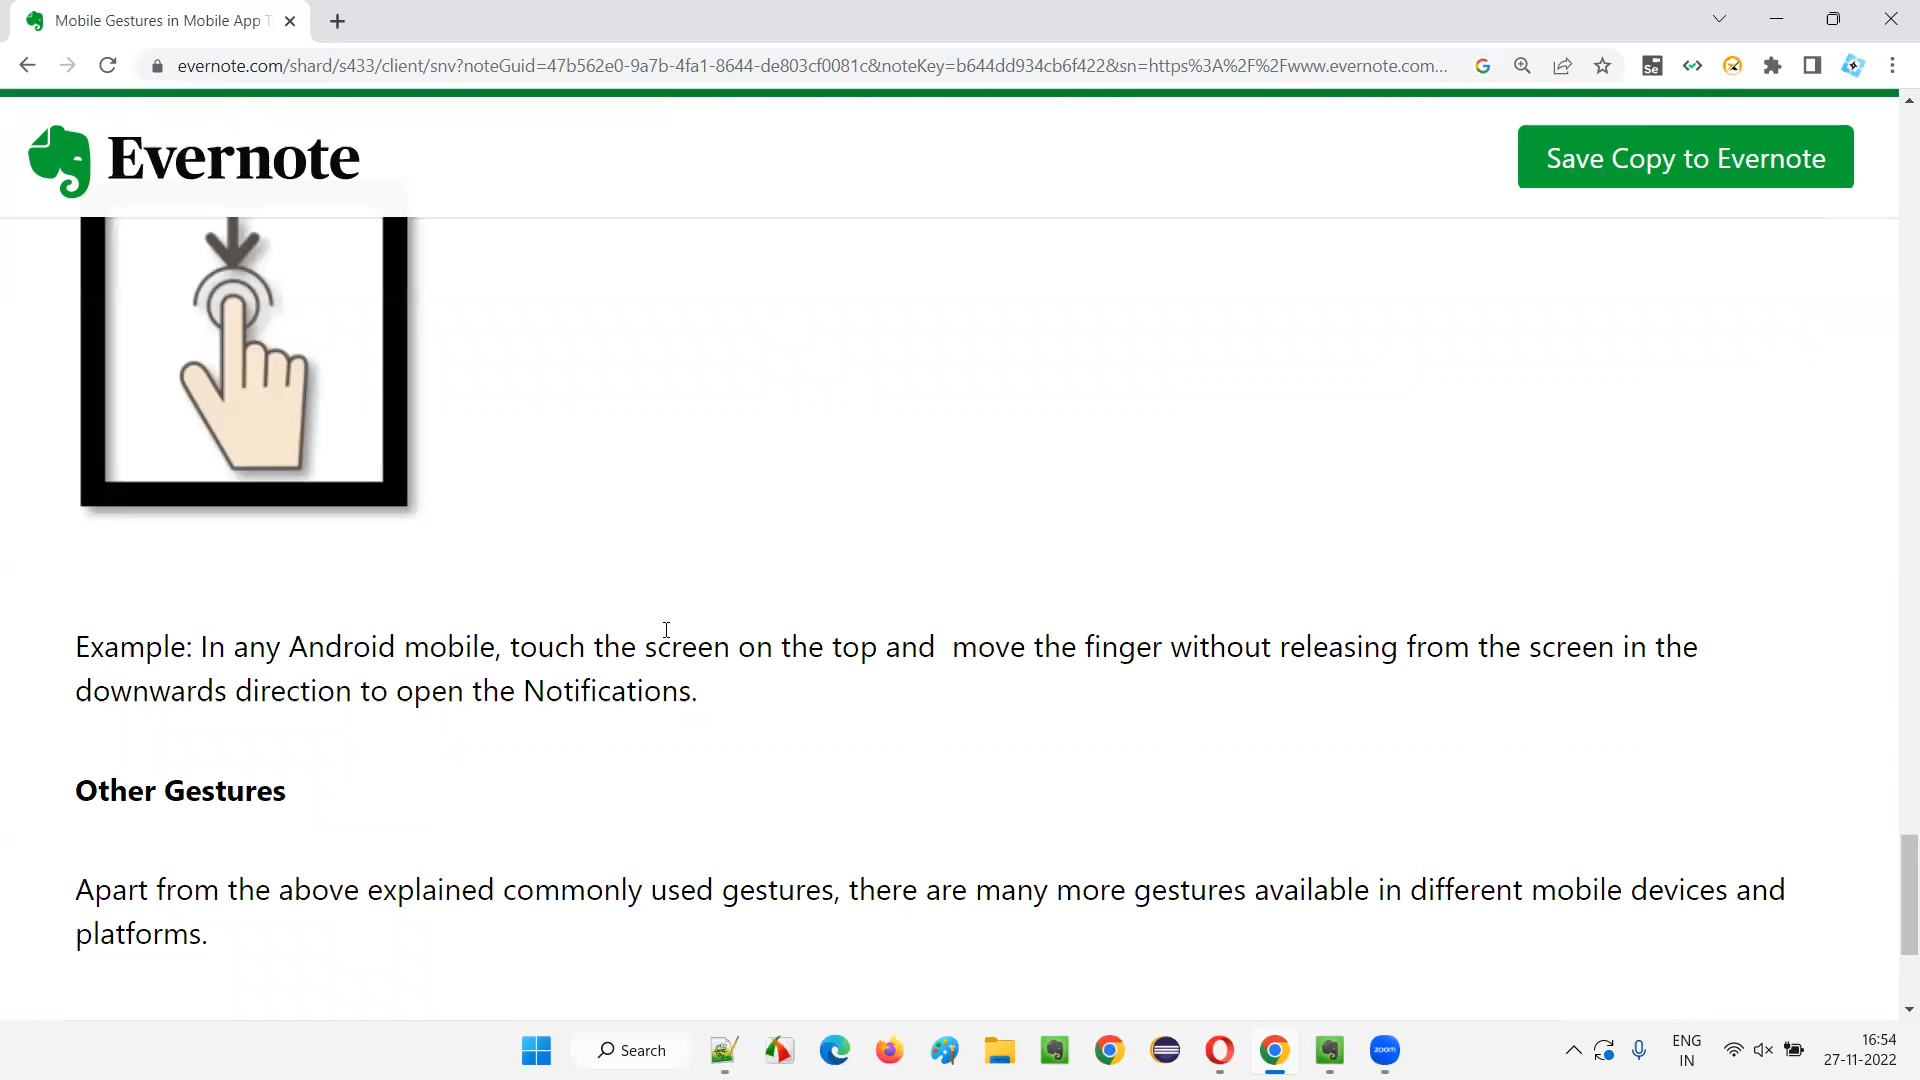 Mobile Gestures in Mobile App T
evernote.com/shard/s433/client/snv?noteGuid=47b562e0-9a7b-4fa1-8644-de803cf0081c&noteKey=b644dd934cb6f422&sn=https%3A%2F%2Fwww.evernote.com...
Se
Evernote
Save Copy to Evernote
Example: In any Android mobile, touch the screen on the top and  move the finger without releasing from the screen in the
downwards direction to open the Notifications.
Other Gestures
Apart from the above explained commonly used gestures, there are many more gestures available in different mobile devices and
platforms.
Search
zoom
ENG
IN
16:54
27-11-2022